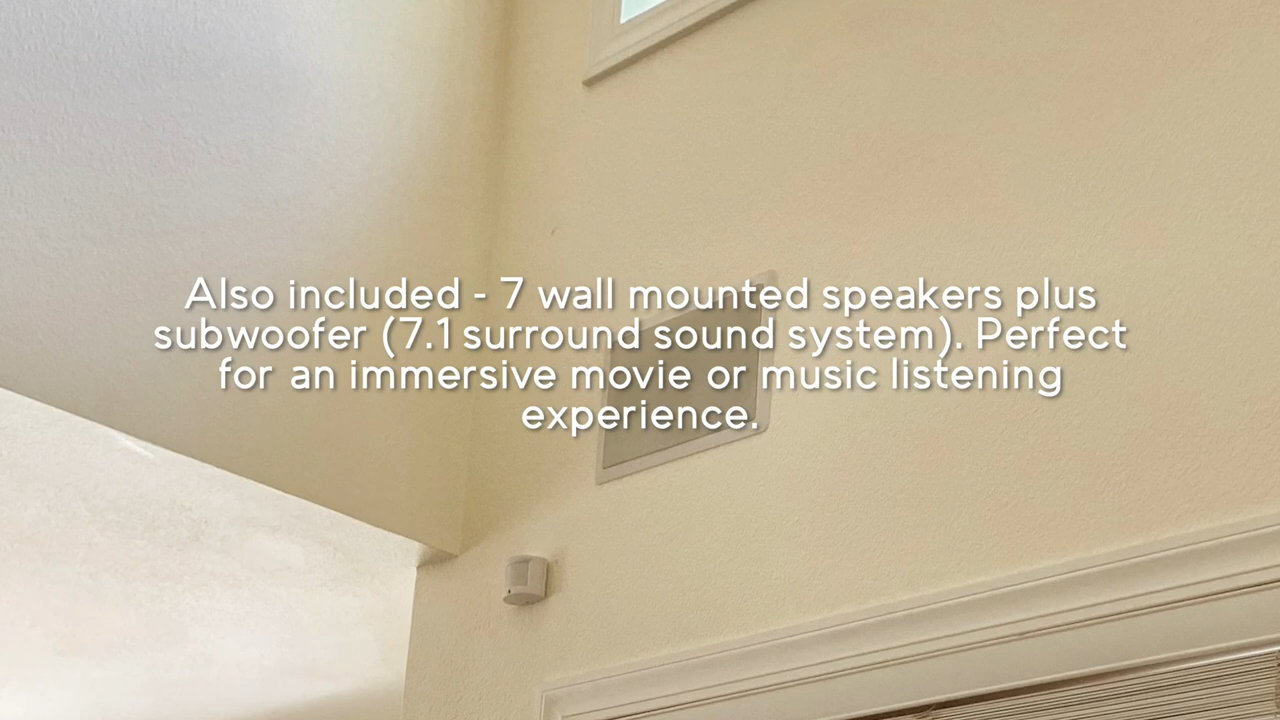 Also included - 7 wall mounted speakers plus
subwoofer (7.1 surround sound system). Perfect
for an immersive movie or music listening
experience.